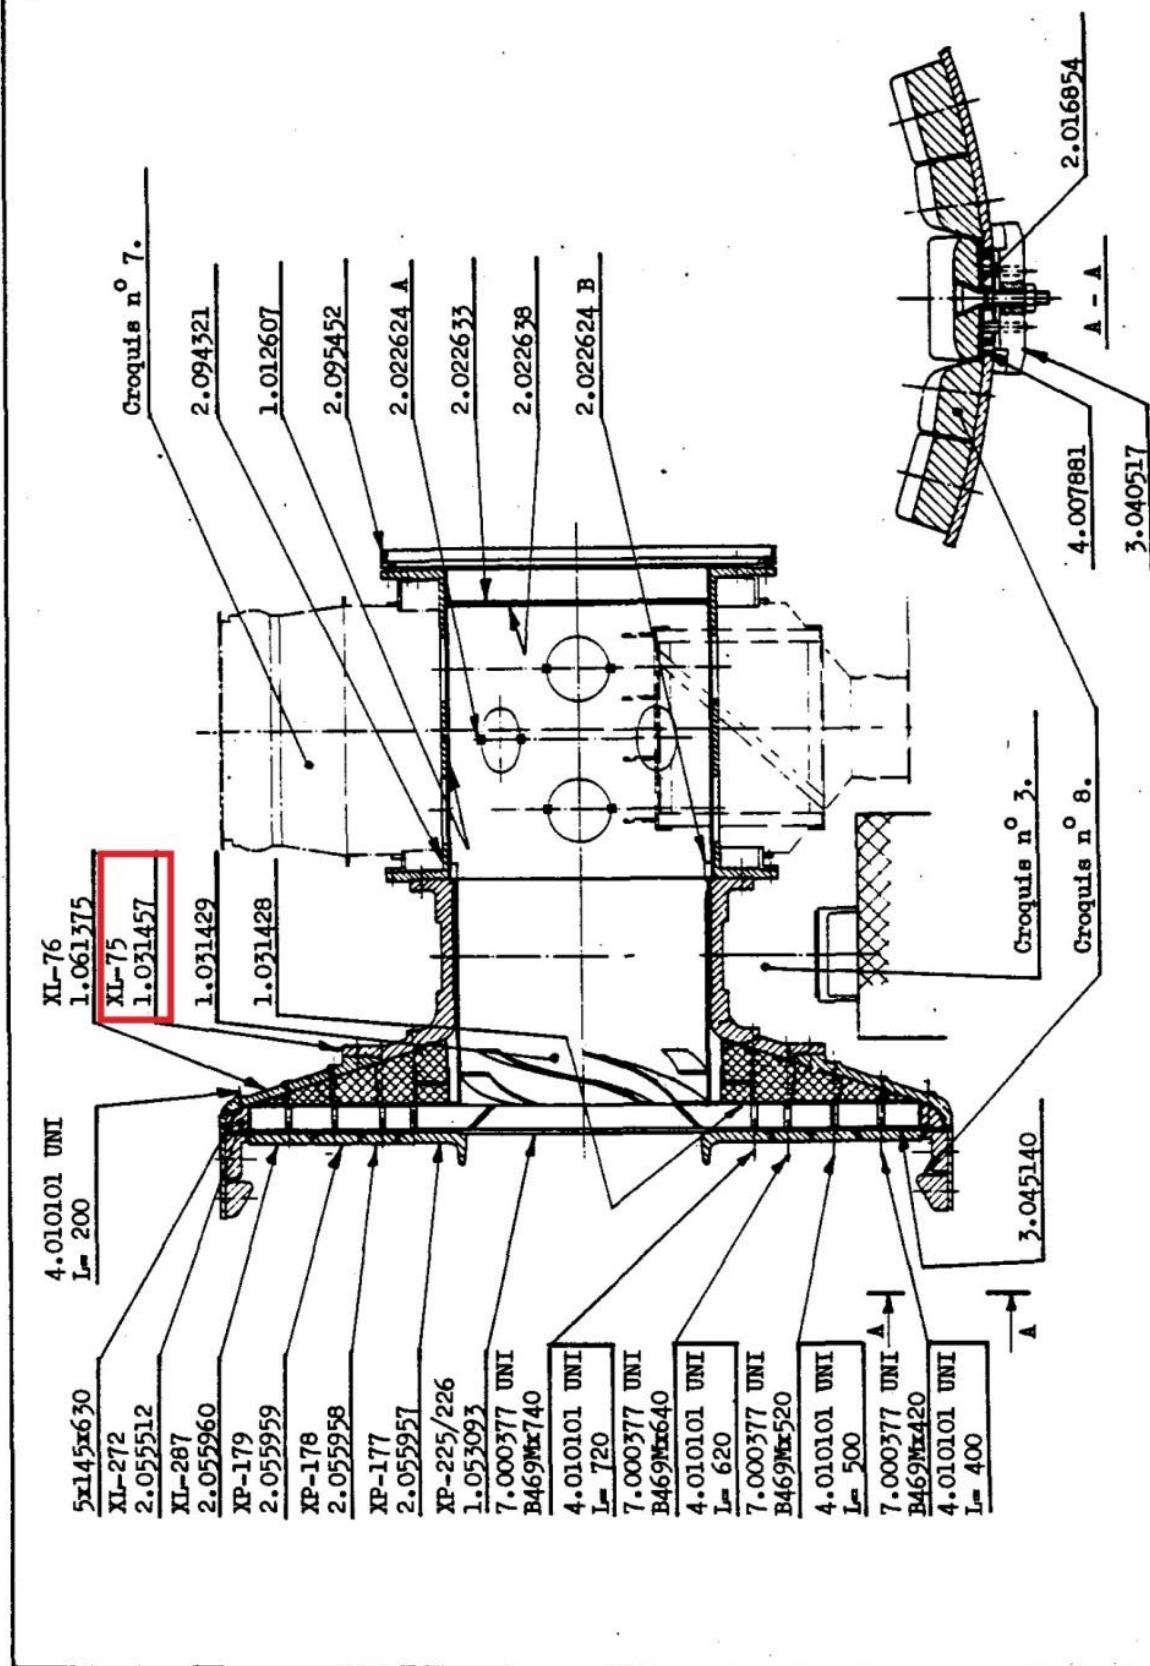 Croquis nº 7.
2.094321
1.012607
2.095452
2.022624 A
2.022633
2.022638
2.022624 B
2.016854
A - A
4.007881
3.040517
XL-76
1.061375
XL-75
1.031457
1.031429
1.031428
Croquis nº 3.
Croquis nº 8.
4.010101 UNI
L= 200
3.045140
A
A
5x145x630
XL-272
2.055512
XL-287
2.055960
XP-179
2.055959
XP-178
2.055958
XP-177
2.055957
XP-225/226
1.053093
7.000377 UNI
B469Mx740
4.010101 UNI
L= 720
7.000377 UNI
B469Mx640
4.010101 UNI
L= 620
7.000377 UNI
B469Mx520
4.010101 UNI
L= 500
7.000377 UNI
B469Mx420
4.010101 UNI
L= 400